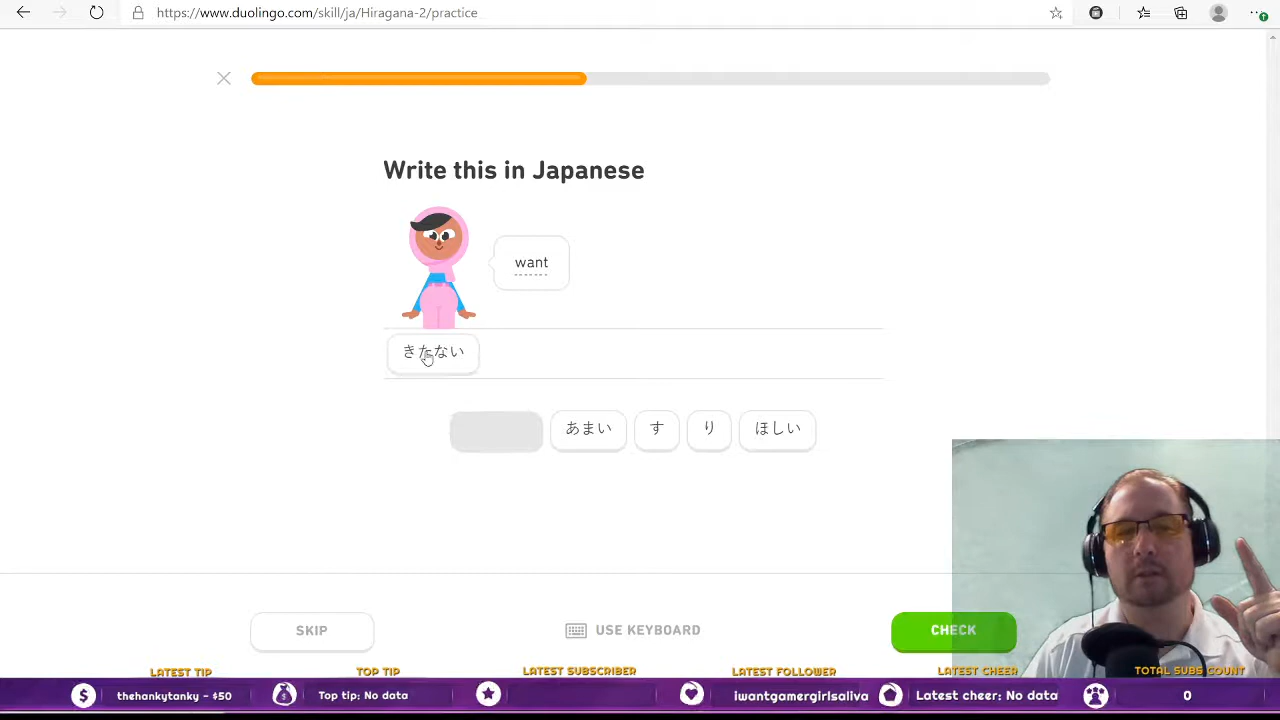 https://www.duolingo.com/skill/ja/Hiragana-2/practice
Write this in Japanese
want
きたない
あまい す り ほしい
SKIP USE KEYBOARD CHECK
LATEST TIP TOP TIP LATEST SUBSCRIBER LATEST FOLLOWER LATEST CHEER TOTAL SUBS COUNT
thehankytanky - $50 Top tip: No data iwantgamergirlsaliva Latest cheer: No data 0